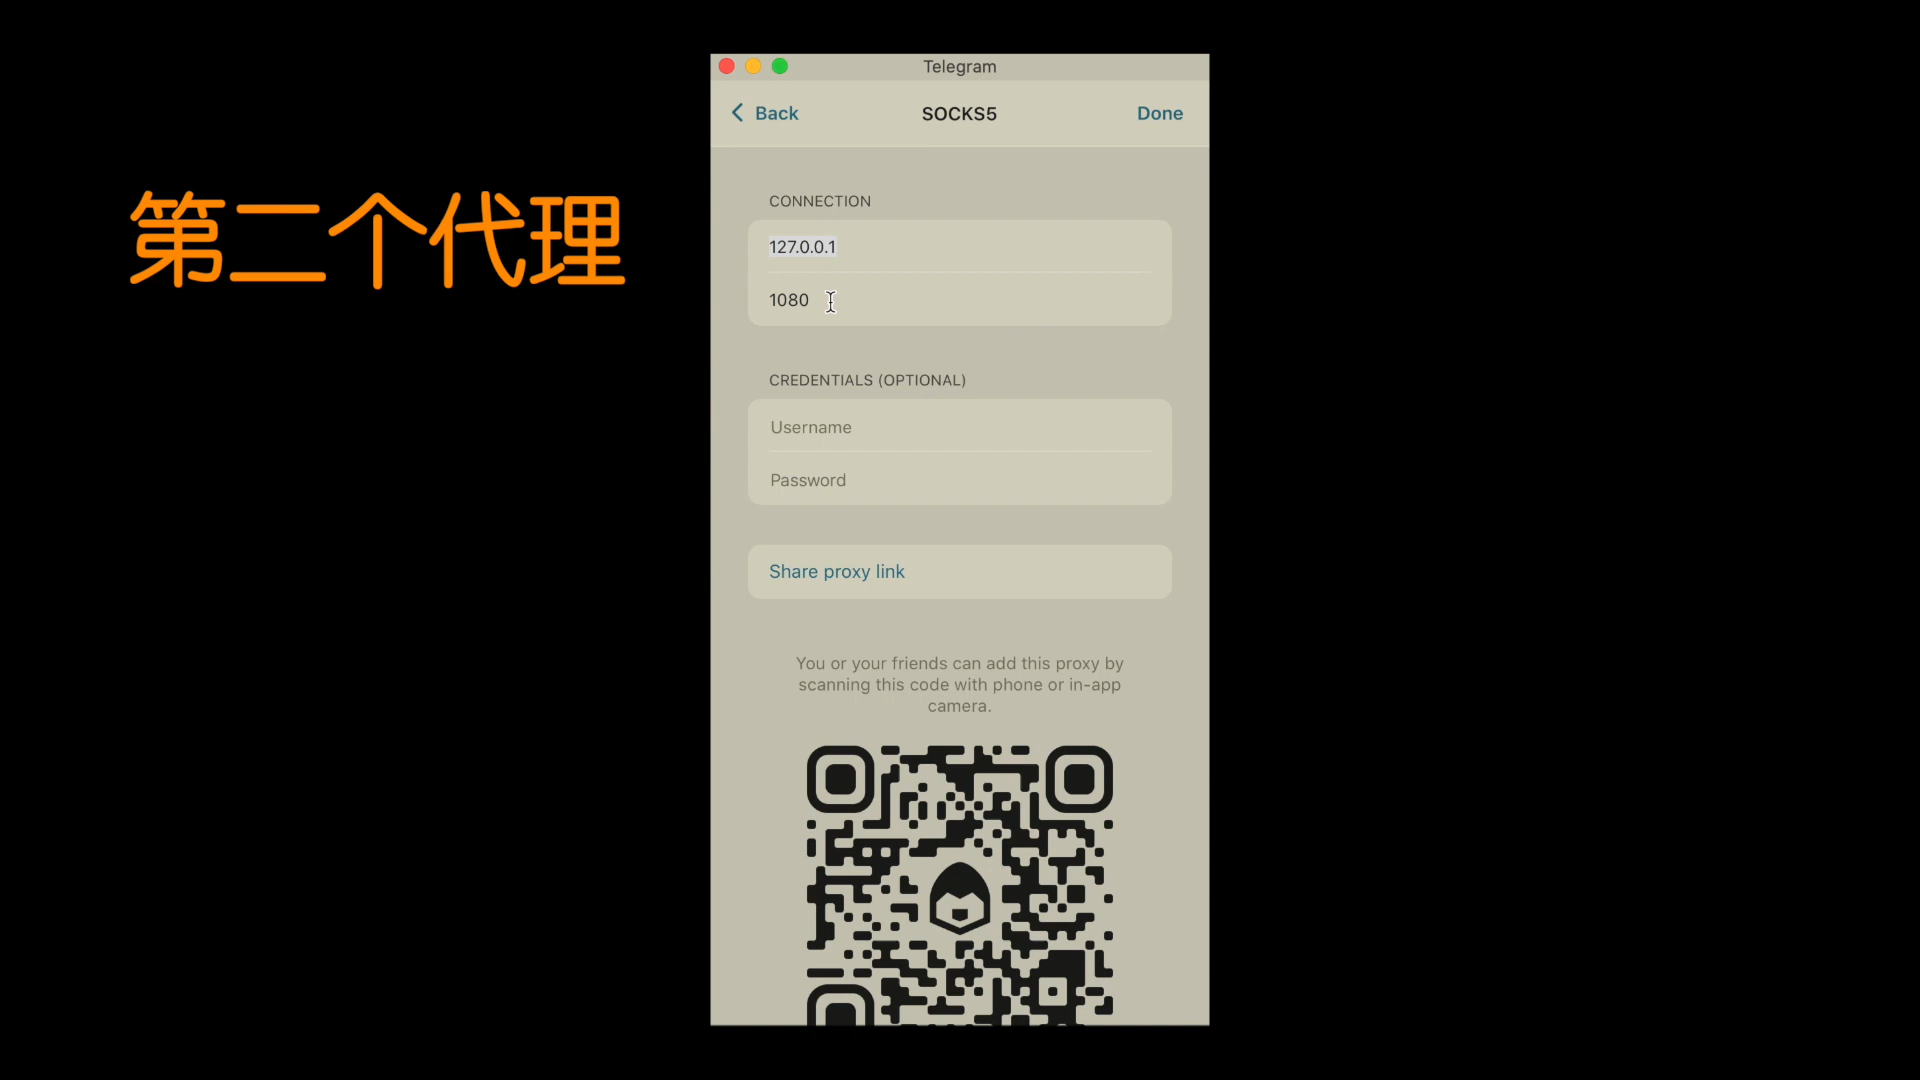 第二个代理
Telegram
Back
SOCKS5
Done
CONNECTION
127.0.0.1
1080
CREDENTIALS (OPTIONAL)
Username
Password
Share proxy link
You or your friends can add this proxy by
scanning this code with phone or in-app
camera.